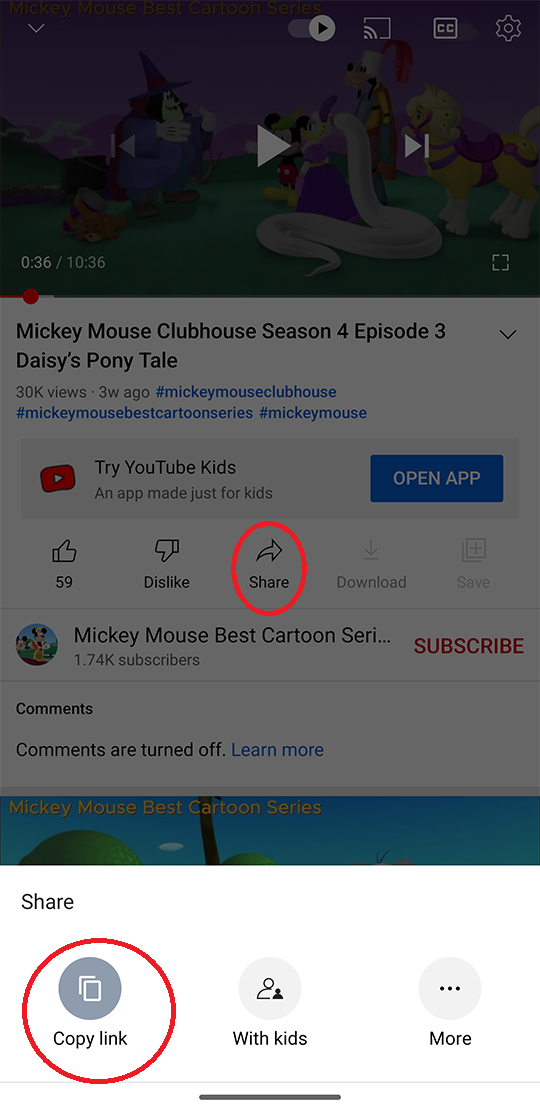 Mickey Mouse Best Cartoon Series
CC
0:36 / 10:36
Mickey Mouse Clubhouse Season 4 Episode 3
Daisy’s Pony Tale
30K views · 3w ago #mickeymouseclubhouse
#mickeymousebestcartoonseries #mickeymouse
Try YouTube Kids
An app made just for kids
OPEN APP
59 Dislike Share Download Save
Mickey Mouse Best Cartoon Seri...
1.74K subscribers
SUBSCRIBE
Comments
Comments are turned off. Learn more
Mickey Mouse Best Cartoon Series
Share
Copy link With kids More